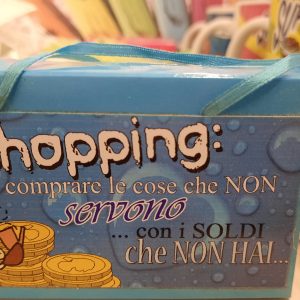 hopping:
comprare le cose che NON
servono
... con i SOLDI
che NON HAI...